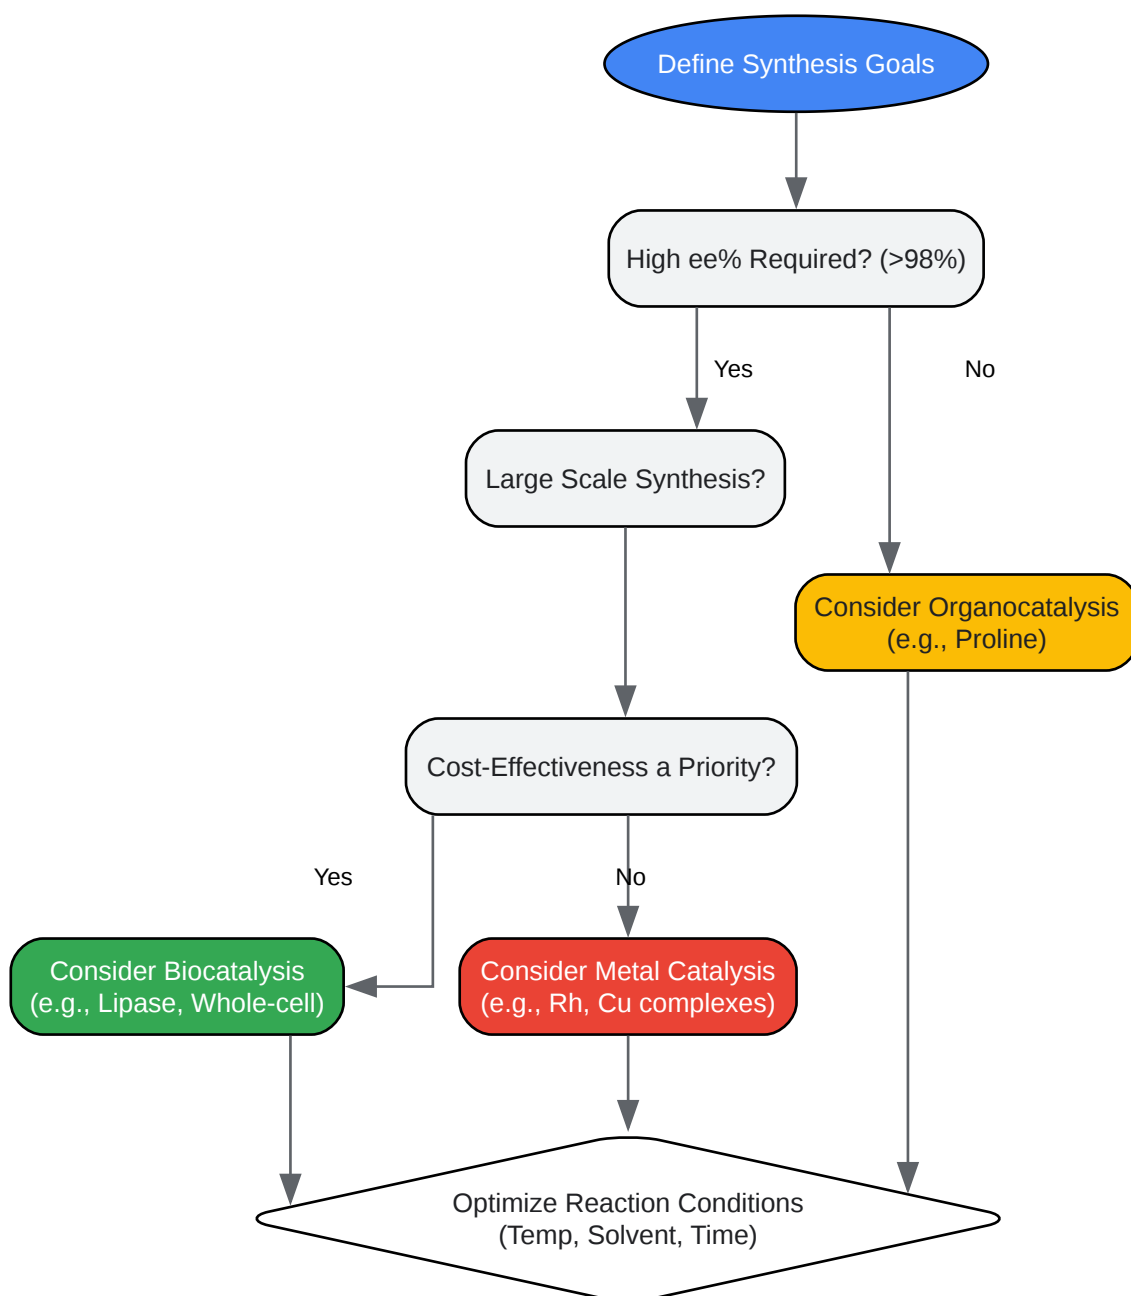 Define Synthesis Goals
High ee% Required? (>98%)
Yes
No
Large Scale Synthesis?
Consider Organocatalysis
(e.g., Proline)
Cost-Effectiveness a Priority?
Yes
No
Consider Biocatalysis
(e.g., Lipase, Whole-cell)
Consider Metal Catalysis
(e.g., Rh, Cu complexes)
Optimize Reaction Conditions
(Temp, Solvent, Time)